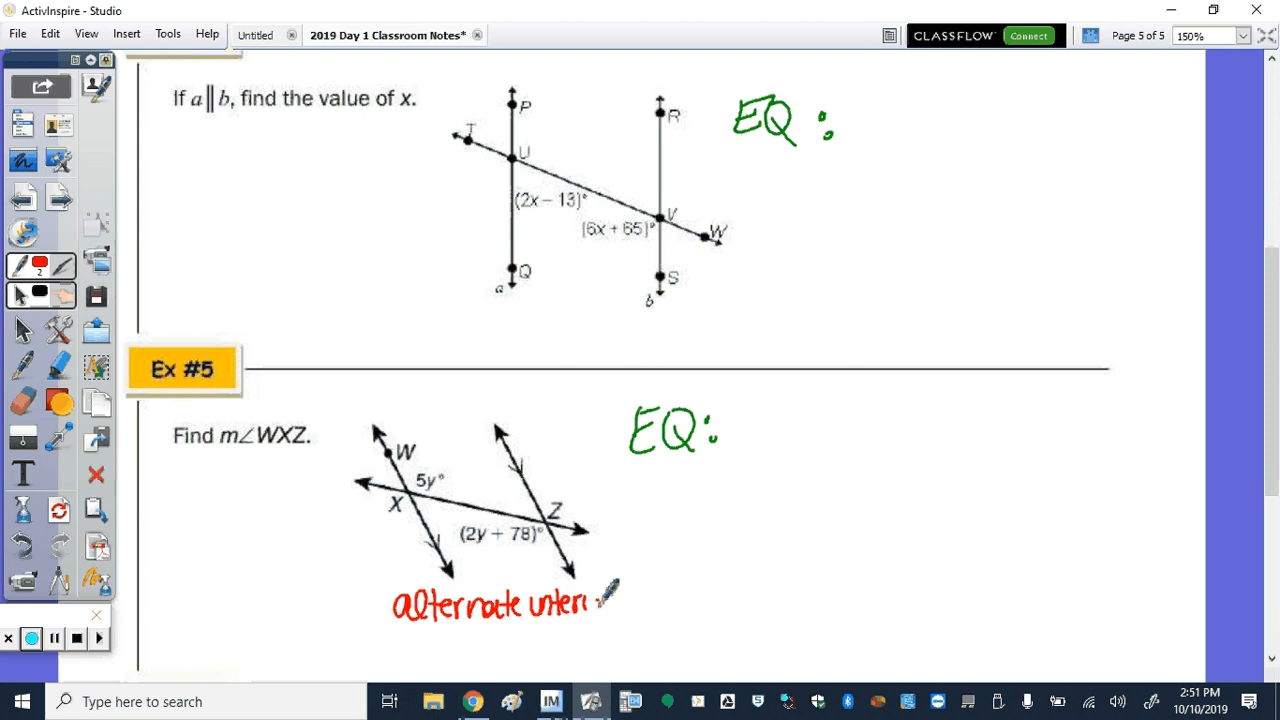 ActivInspire - Studio
File Edit View Insert Tools Help Untitled 2019 Day 1 Classroom Notes* CLASSFLOW Connect Page 5 of 5 150%
If a ∥ b, find the value of x.
P
R
T
U
(2x − 13)°
V
(6x + 65)°
W
Q
S
a
b
EQ :
2
Ex #5
Find m∠WXZ.
W
5y°
X
Z
(2y + 78)°
EQ:
alternate interi
T
Type here to search
IM
2:51 PM
10/10/2019